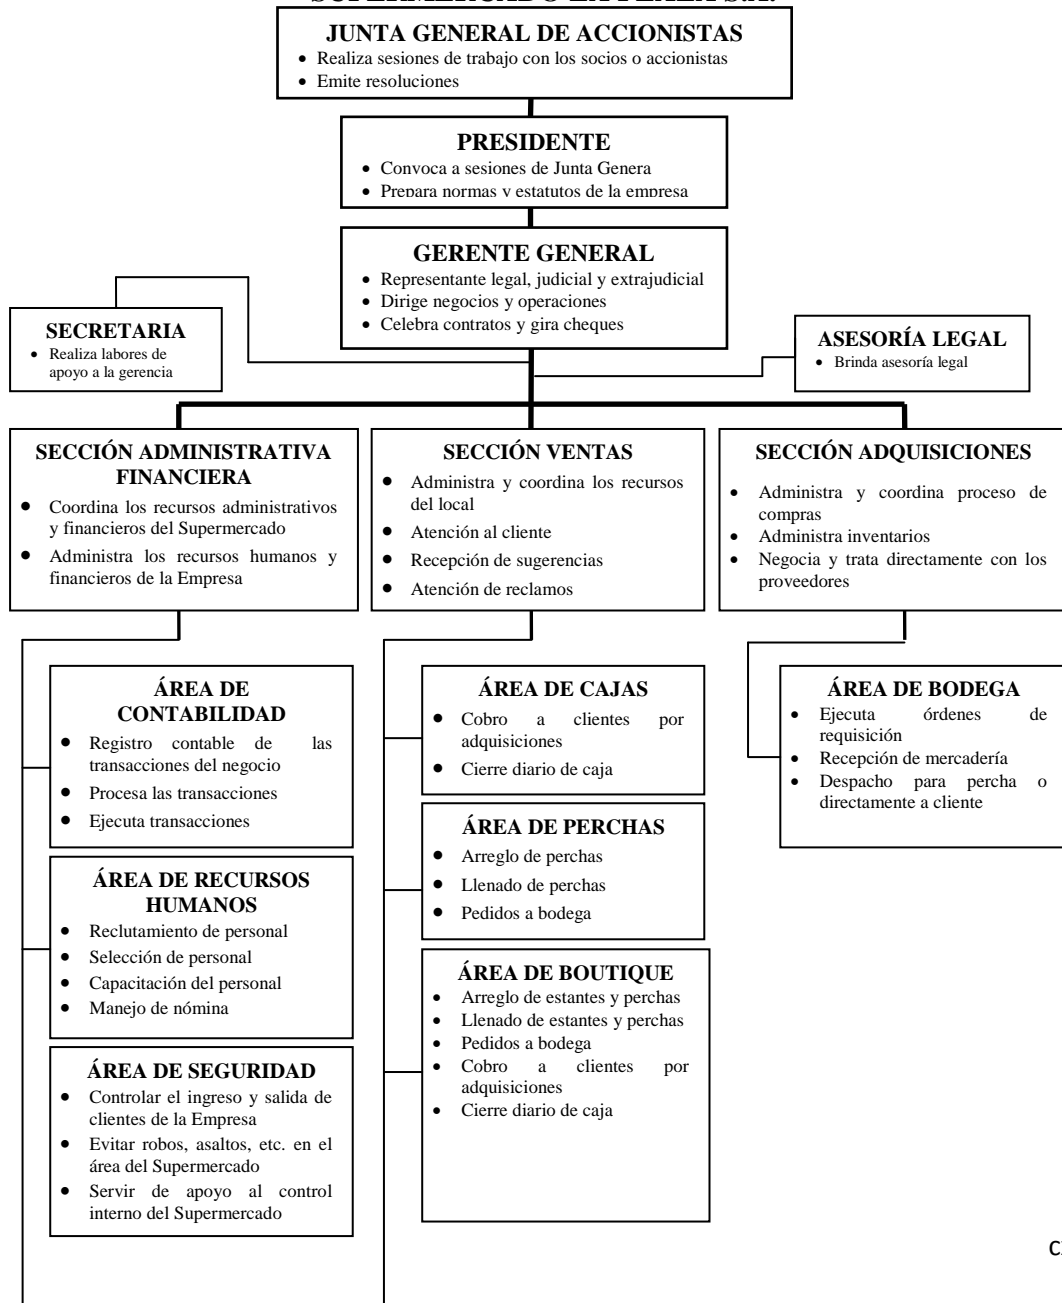 JUNTA GENERAL DE ACCIONISTAS
• Realiza sesiones de trabajo con los socios o accionistas
• Emite resoluciones
PRESIDENTE
• Convoca a sesiones de Junta Genera
• Prepara normas y estatutos de la empresa
GERENTE GENERAL
• Representante legal, judicial y extrajudicial
• Dirige negocios y operaciones
• Celebra contratos y gira cheques
SECRETARIA
• Realiza labores de
apoyo a la gerencia
ASESORÍA LEGAL
• Brinda asesoría legal
SECCIÓN ADMINISTRATIVA
FINANCIERA
• Coordina los recursos administrativos
y financieros del Supermercado
• Administra los recursos humanos y
financieros de la Empresa
SECCIÓN VENTAS
• Administra y coordina los recursos
del local
• Atención al cliente
• Recepción de sugerencias
• Atención de reclamos
SECCIÓN ADQUISICIONES
• Administra y coordina proceso de
compras
• Administra inventarios
• Negocia y trata directamente con los
proveedores
ÁREA DE
CONTABILIDAD
• Registro contable de las
transacciones del negocio
• Procesa las transacciones
• Ejecuta transacciones
ÁREA DE RECURSOS
HUMANOS
• Reclutamiento de personal
• Selección de personal
• Capacitación del personal
• Manejo de nómina
ÁREA DE SEGURIDAD
• Controlar el ingreso y salida de
clientes de la Empresa
• Evitar robos, asaltos, etc. en el
área del Supermercado
• Servir de apoyo al control
interno del Supermercado
ÁREA DE CAJAS
• Cobro a clientes por
adquisiciones
• Cierre diario de caja
ÁREA DE PERCHAS
• Arreglo de perchas
• Llenado de perchas
• Pedidos a bodega
ÁREA DE BOUTIQUE
• Arreglo de estantes y perchas
• Llenado de estantes y perchas
• Pedidos a bodega
• Cobro a clientes por
adquisiciones
• Cierre diario de caja
ÁREA DE BODEGA
• Ejecuta órdenes de
requisición
• Recepción de mercadería
• Despacho para percha o
directamente a cliente